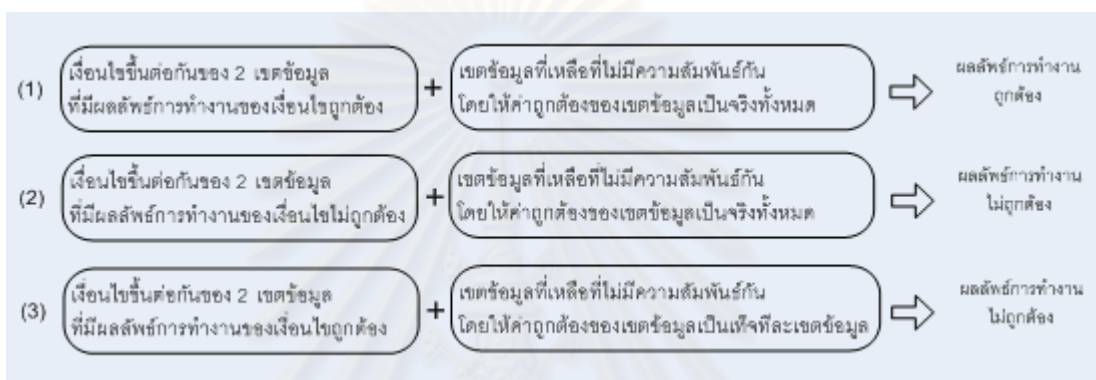 (1)
เงื่อนไขขึ้นต่อกันของ 2 เขตข้อมูล
ที่มีผลลัพธ์การทำงานของเงื่อนไขถูกต้อง
+
เขตข้อมูลที่เหลือที่ไม่มีความสัมพันธ์กัน
โดยให้ค่าถูกต้องของเขตข้อมูลเป็นจริงทั้งหมด
ผลลัพธ์การทำงาน
ถูกต้อง
(2)
เงื่อนไขขึ้นต่อกันของ 2 เขตข้อมูล
ที่มีผลลัพธ์การทำงานของเงื่อนไขไม่ถูกต้อง
+
เขตข้อมูลที่เหลือที่ไม่มีความสัมพันธ์กัน
โดยให้ค่าถูกต้องของเขตข้อมูลเป็นจริงทั้งหมด
ผลลัพธ์การทำงาน
ไม่ถูกต้อง
(3)
เงื่อนไขขึ้นต่อกันของ 2 เขตข้อมูล
ที่มีผลลัพธ์การทำงานของเงื่อนไขถูกต้อง
+
เขตข้อมูลที่เหลือที่ไม่มีความสัมพันธ์กัน
โดยให้ค่าถูกต้องของเขตข้อมูลเป็นเท็จทีละเขตข้อมูล
ผลลัพธ์การทำงาน
ไม่ถูกต้อง